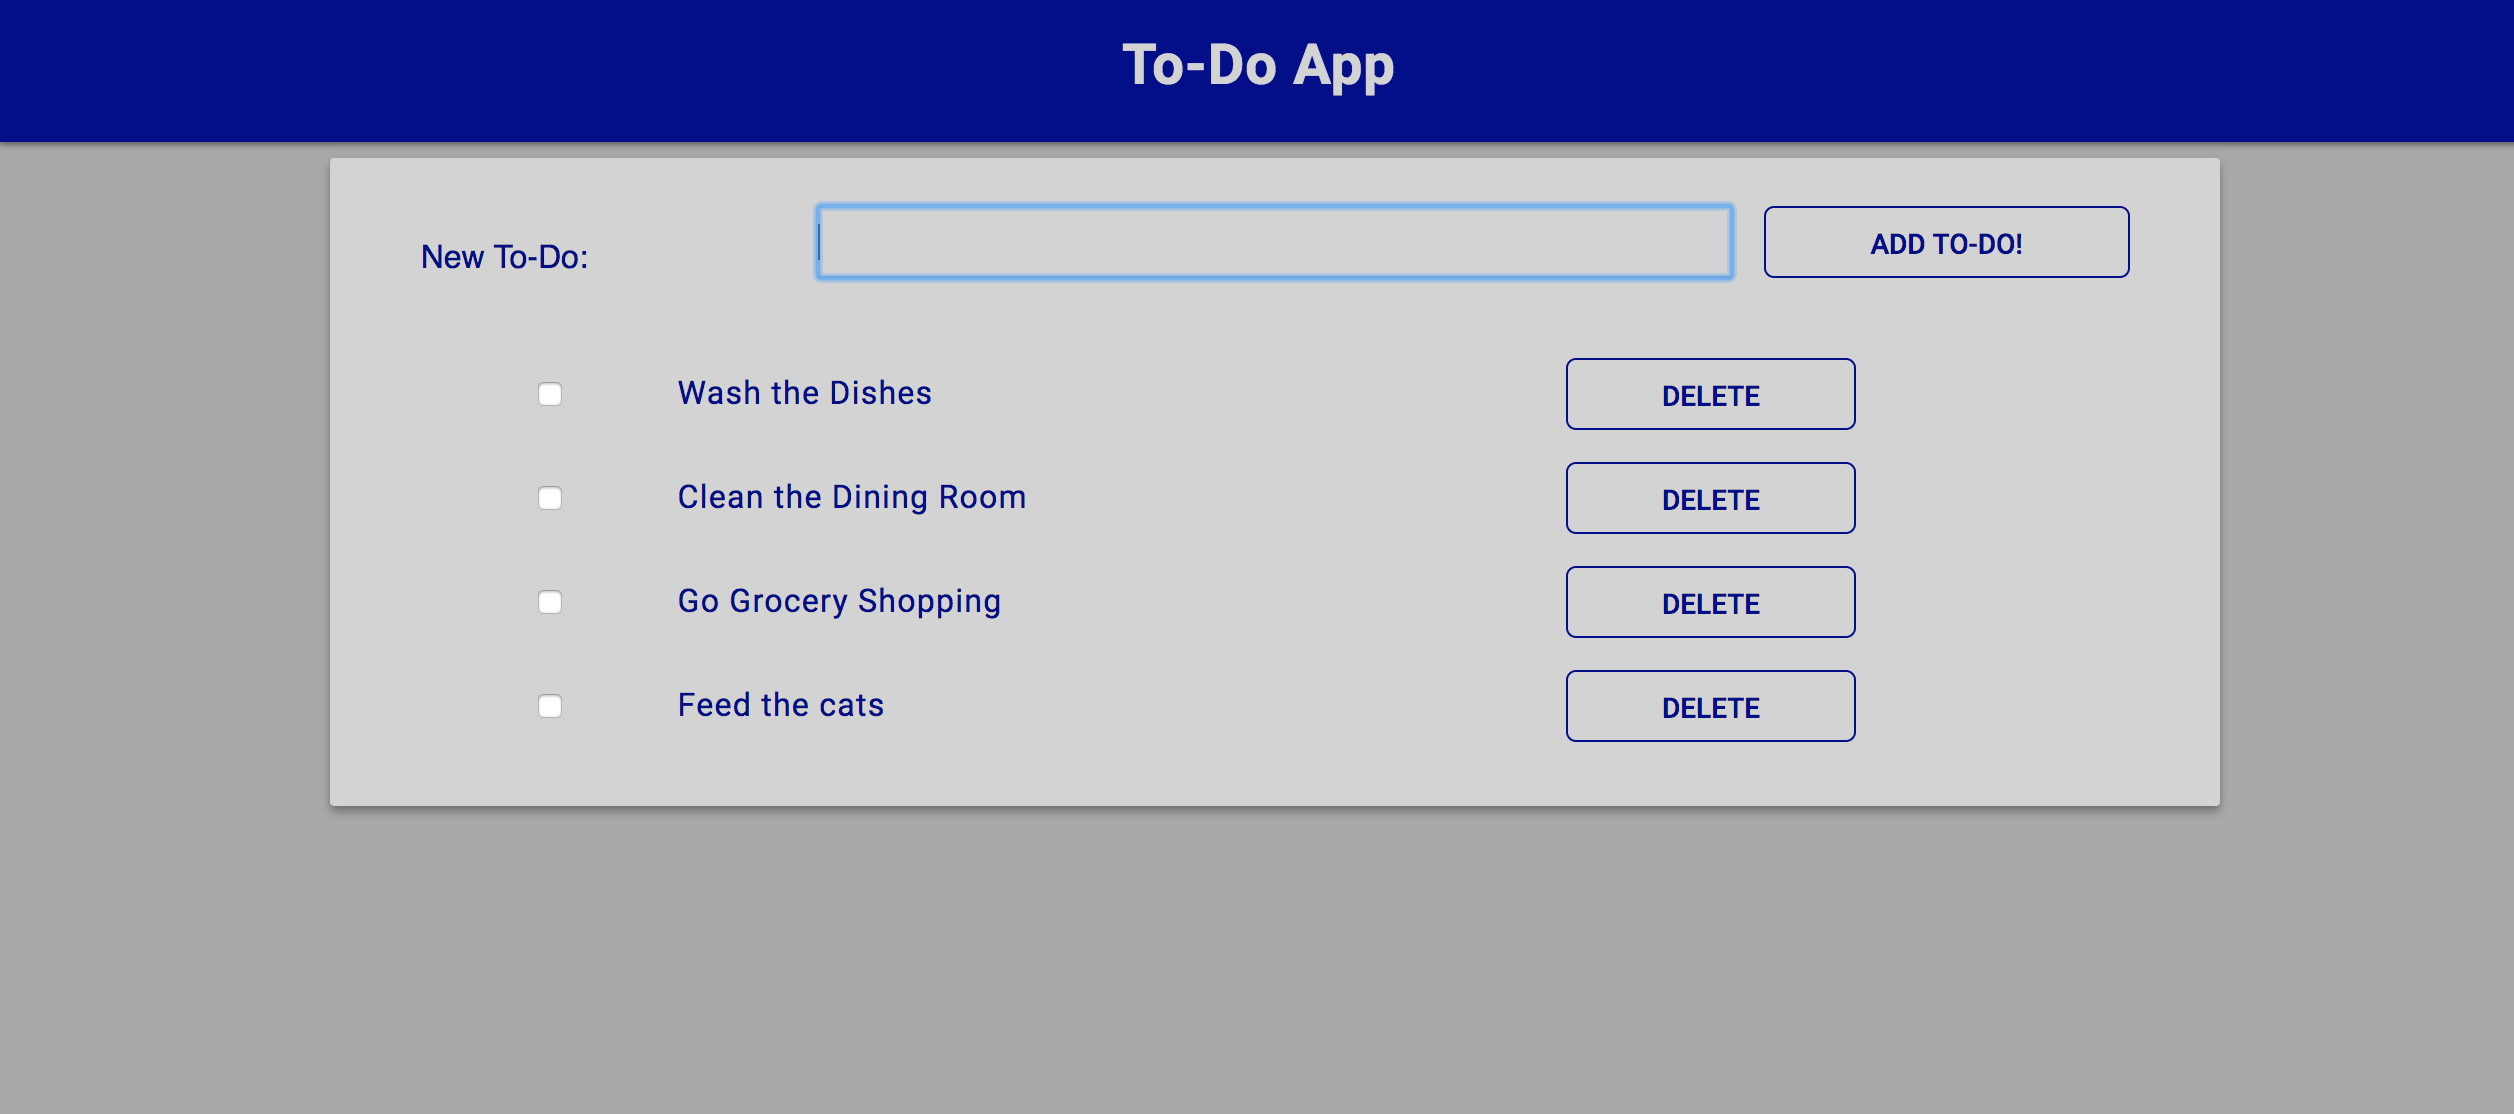 To-Do App
New To-Do:
ADD TO-DO!
Wash the Dishes
DELETE
Clean the Dining Room
DELETE
Go Grocery Shopping
DELETE
Feed the cats
DELETE